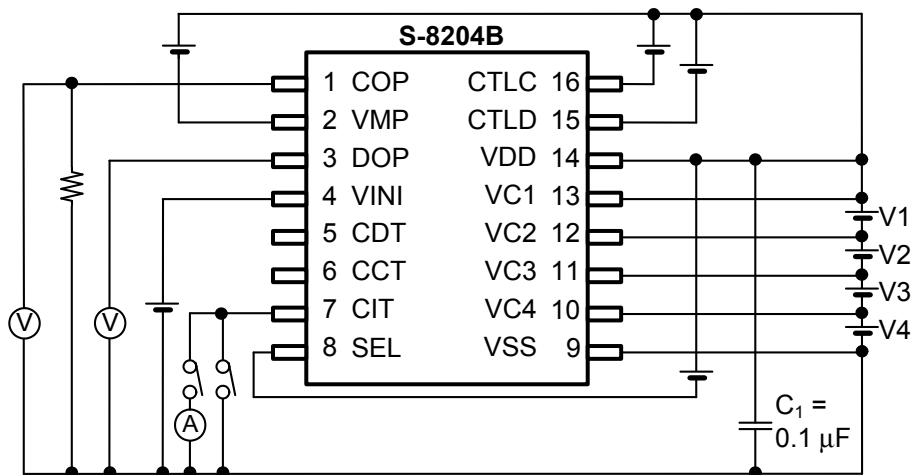 S-8204B
1 COP CTLC 16
2 VMP CTLD 15
3 DOP VDD 14
4 VINI VC1 13
5 CDT VC2 12
6 CCT VC3 11
7 CIT VC4 10
8 SEL VSS 9
V1
V2
V3
V4
V
V
A
C₁ =
0.1 μF